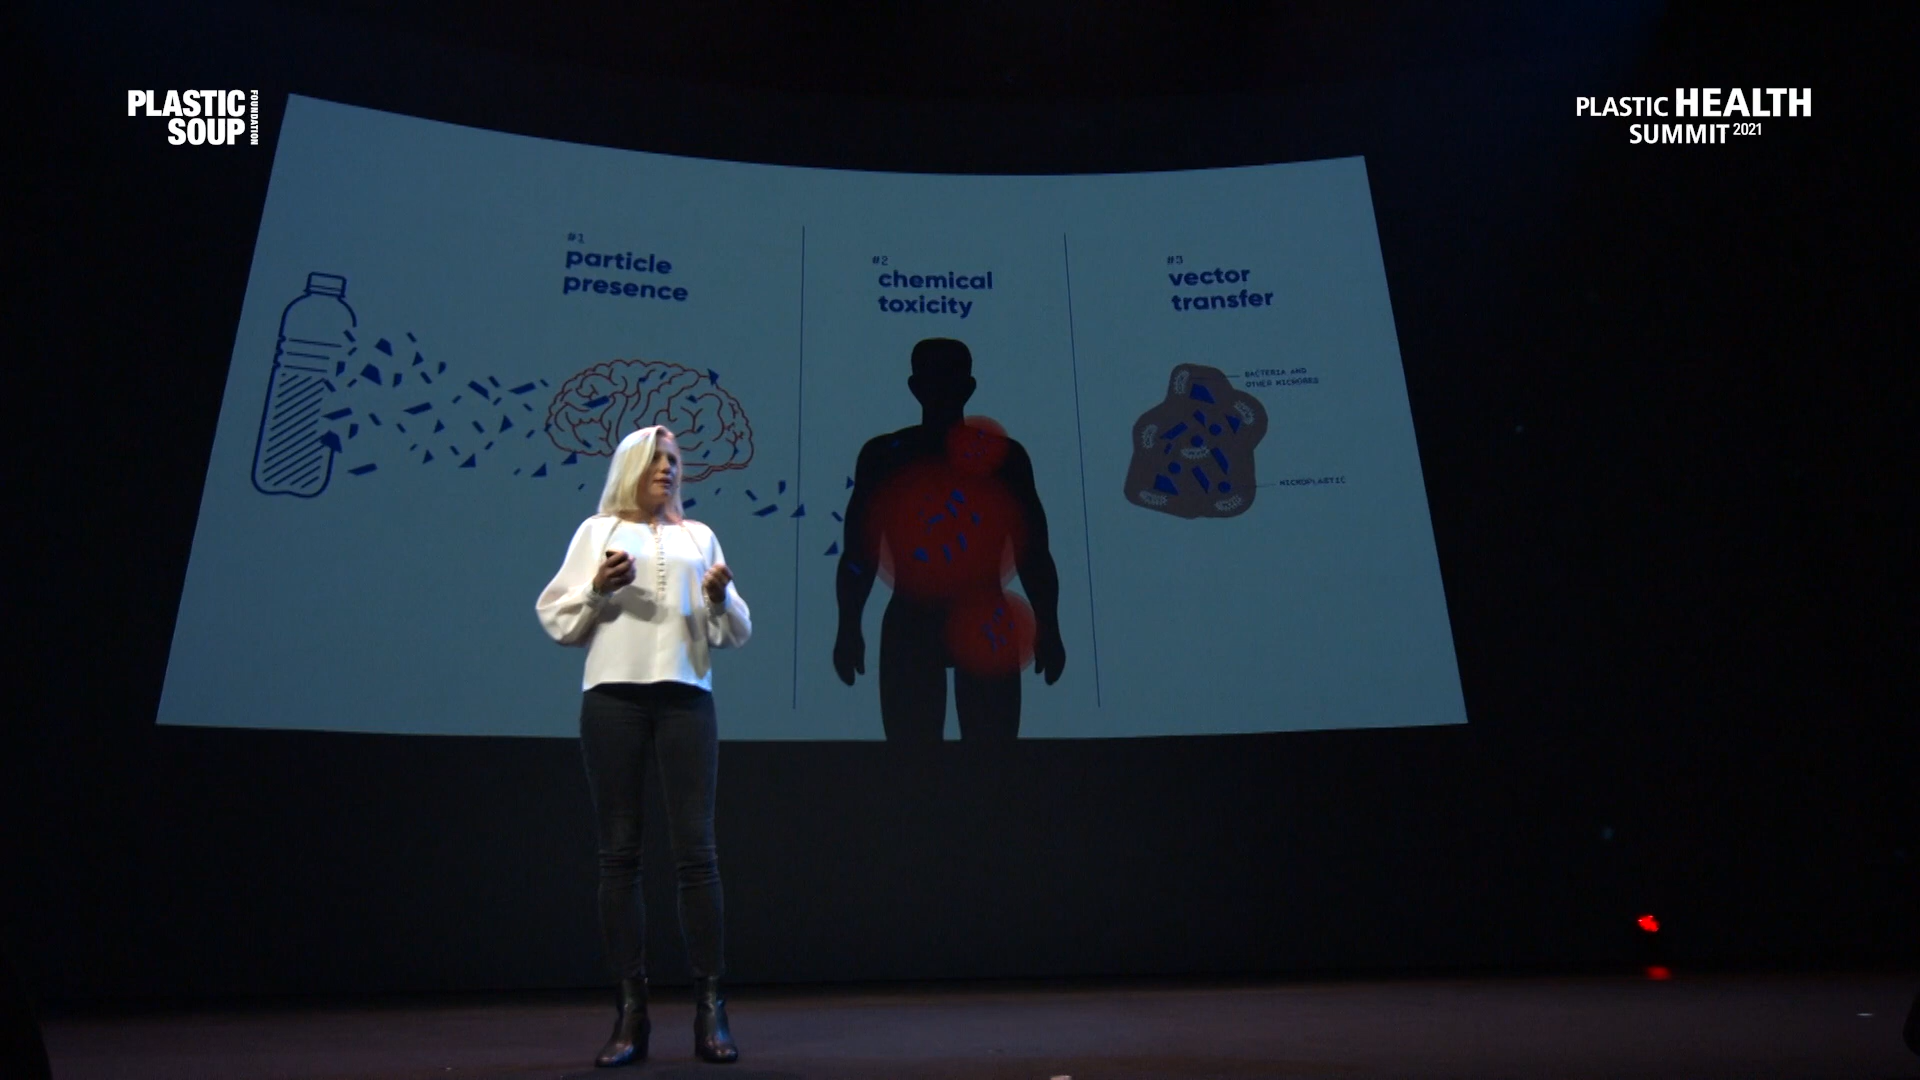 PLASTIC
SOUP
FOUNDATION
PLASTIC HEALTH
SUMMIT 2021
#1
particle
presence
#2
chemical
toxicity
#3
vector
transfer
BACTERIA AND
OTHER MICROBES
MICROPLASTIC